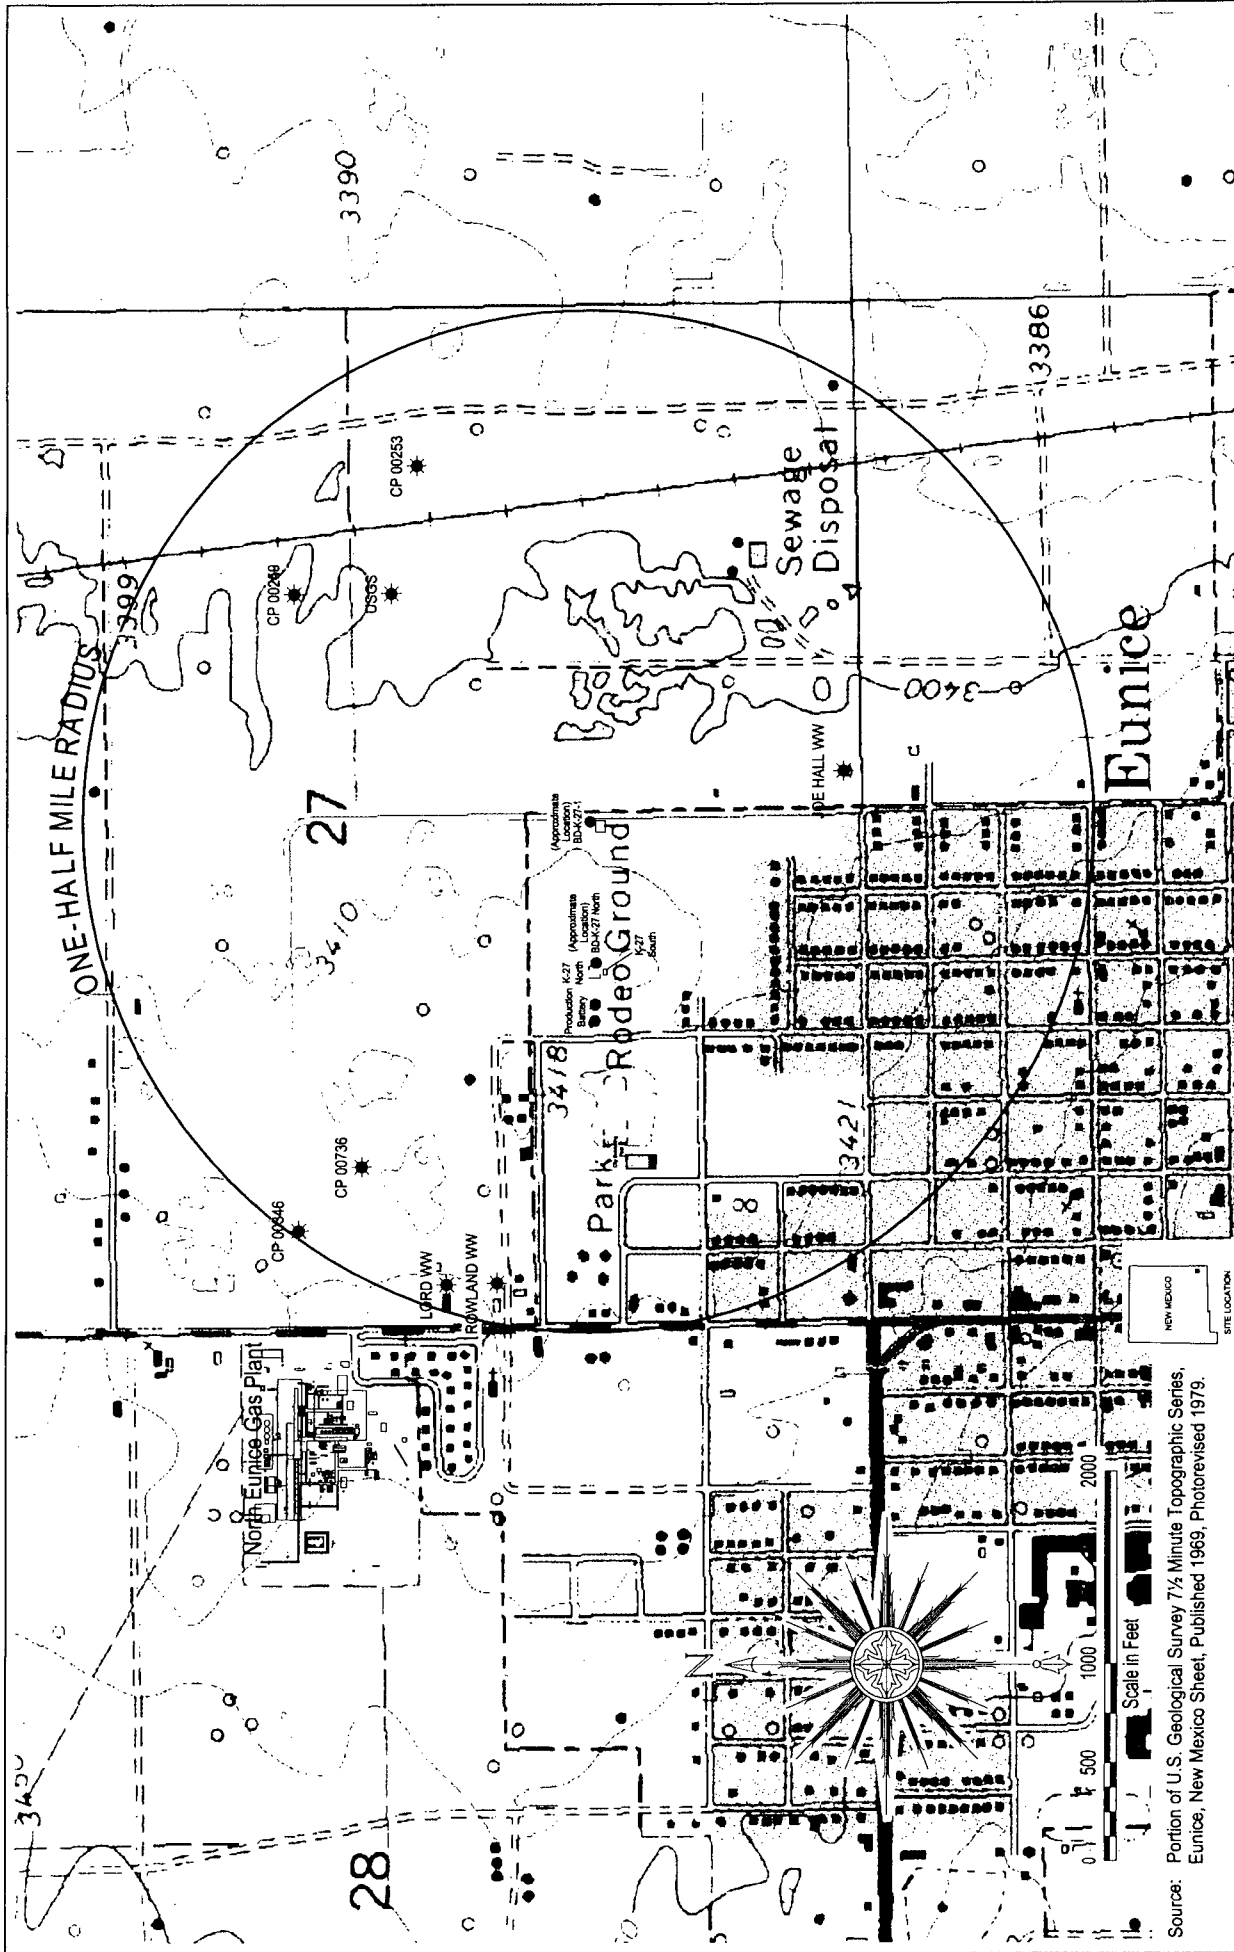 ONE-HALF MILE RADIUS
3399
3390
27
28
3410
CP 00253
USGS
CP 00736
CP 00846
LORD WW
ROWLAND WW
North Eunice Gas Plant
Production
Battery
K-27
North
(Approximate
Location)
BD-K-27 North
K-27
South
(Approximate
Location)
BD-K-27-1
3418
Park
Rodeo Ground
3421
Sewage
Disposal
3400
3386
JOE HALL WW
Eunice
N
0
500
1000
2000
Scale in Feet
NEW MEXICO
SITE LOCATION
Source: Portion of U.S. Geological Survey 7½ Minute Topographic Series,
Eunice, New Mexico Sheet, Published 1969, Photorevised 1979.